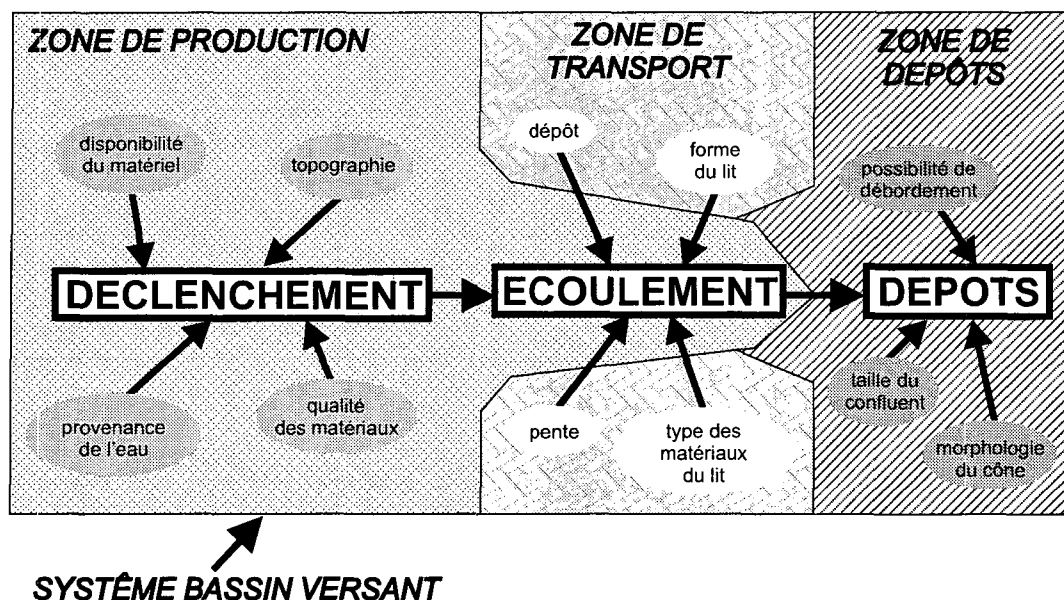 ZONE DE PRODUCTION
disponibilité
du matériel
topographie
DECLENCHEMENT
provenance
de l'eau
qualité
des matériaux
ZONE DE
TRANSPORT
dépôt
forme
du lit
ECOULEMENT
pente
type des
matériaux
du lit
ZONE DE
DEPÔTS
possibilité de
débordement
DEPOTS
taille du
confluent
morphologie
du cône
SYSTÊME BASSIN VERSANT